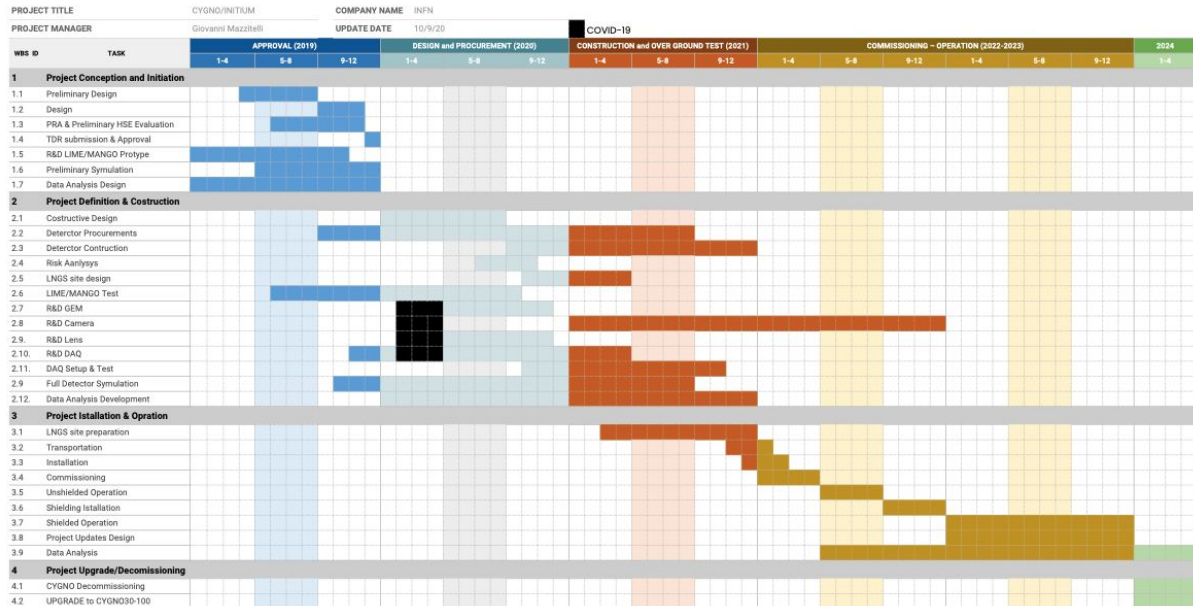 PROJECT TITLE CYGNO/INITIUM COMPANY NAME INFN
PROJECT MANAGER Giovanni Mazzitelli UPDATE DATE 10/9/20 COVID-19
WBS ID TASK APPROVAL (2019) DESIGN and PROCUREMENT (2020) CONSTRUCTION and OVER GROUND TEST (2021) COMMISSIONING – OPERATION (2022-2023) 2024
1-4 5-8 9-12 1-4 5-8 9-12 1-4 5-8 9-12 1-4 5-8 9-12 1-4 5-8 9-12 1-4
1 Project Conception and Initiation
1.1 Preliminary Design
1.2 Design
1.3 PRA & Preliminary HSE Evaluation
1.4 TDR submission & Approval
1.5 R&D LIME/MANGO Protype
1.6 Preliminary Symulation
1.7 Data Analysis Design
2 Project Definition & Costruction
2.1 Costructive Design
2.2 Deterctor Procurements
2.3 Deterctor Contruction
2.4 Risk Aanlysys
2.5 LNGS site design
2.6 LIME/MANGO Test
2.7 R&D GEM
2.8 R&D Camera
2.9. R&D Lens
2.10. R&D DAQ
2.11. DAQ Setup & Test
2.9 Full Detector Symulation
2.12. Data Analysis Development
3 Project Istallation & Opration
3.1 LNGS site preparation
3.2 Transportation
3.3 Installation
3.4 Commissioning
3.5 Unshielded Operation
3.6 Shielding Istallation
3.7 Shielded Operation
3.8 Project Updates Design
3.9 Data Analysis
4 Project Upgrade/Decomissioning
4.1 CYGNO Decommissioning
4.2 UPGRADE to CYGNO30-100